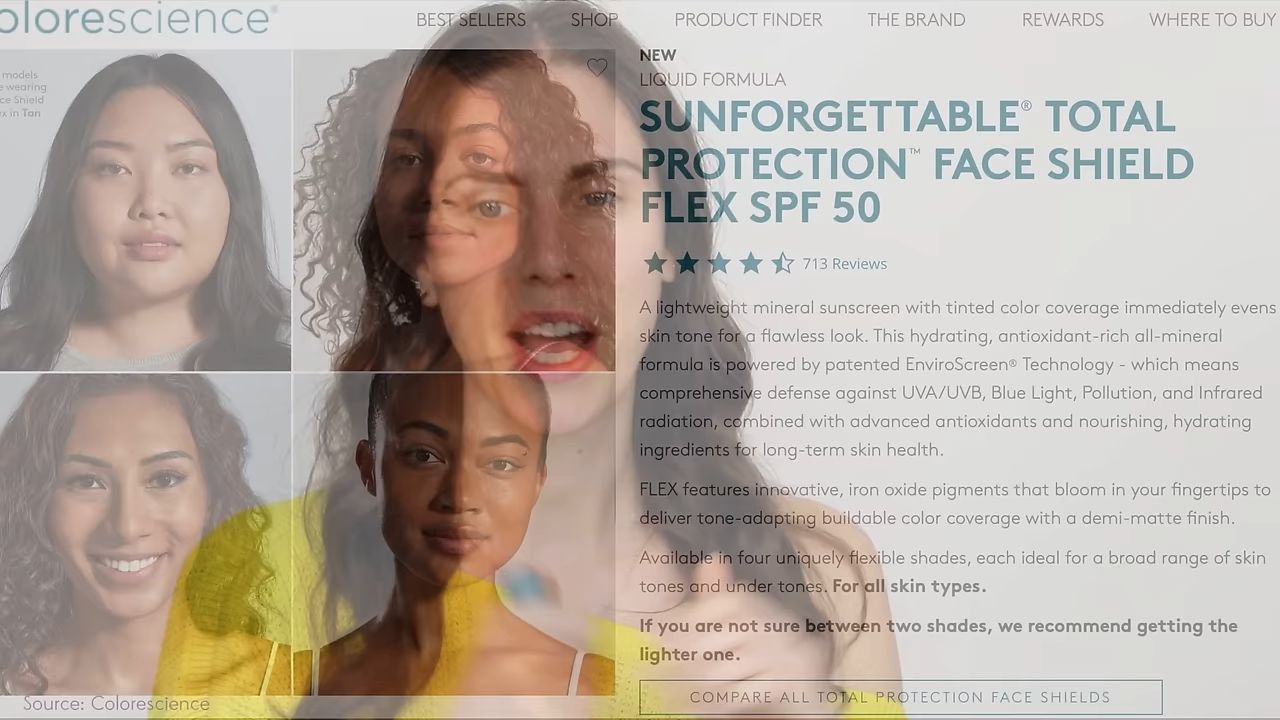 olorescience®
BEST SELLERS SHOP PRODUCT FINDER THE BRAND REWARDS WHERE TO BUY
models
e wearing
ce Shield
ex in Tan
NEW
LIQUID FORMULA
SUNFORGETTABLE® TOTAL
PROTECTION™ FACE SHIELD
FLEX SPF 50
713 Reviews
A lightweight mineral sunscreen with tinted color coverage immediately evens
skin tone for a flawless look. This hydrating, antioxidant-rich all-mineral
formula is powered by patented EnviroScreen® Technology - which means
comprehensive defense against UVA/UVB, Blue Light, Pollution, and Infrared
radiation, combined with advanced antioxidants and nourishing, hydrating
ingredients for long-term skin health.
FLEX features innovative, iron oxide pigments that bloom in your fingertips to
deliver tone-adapting buildable color coverage with a demi-matte finish.
Available in four uniquely flexible shades, each ideal for a broad range of skin
tones and under tones. For all skin types.
If you are not sure between two shades, we recommend getting the
lighter one.
COMPARE ALL TOTAL PROTECTION FACE SHIELDS
Source: Colorescience